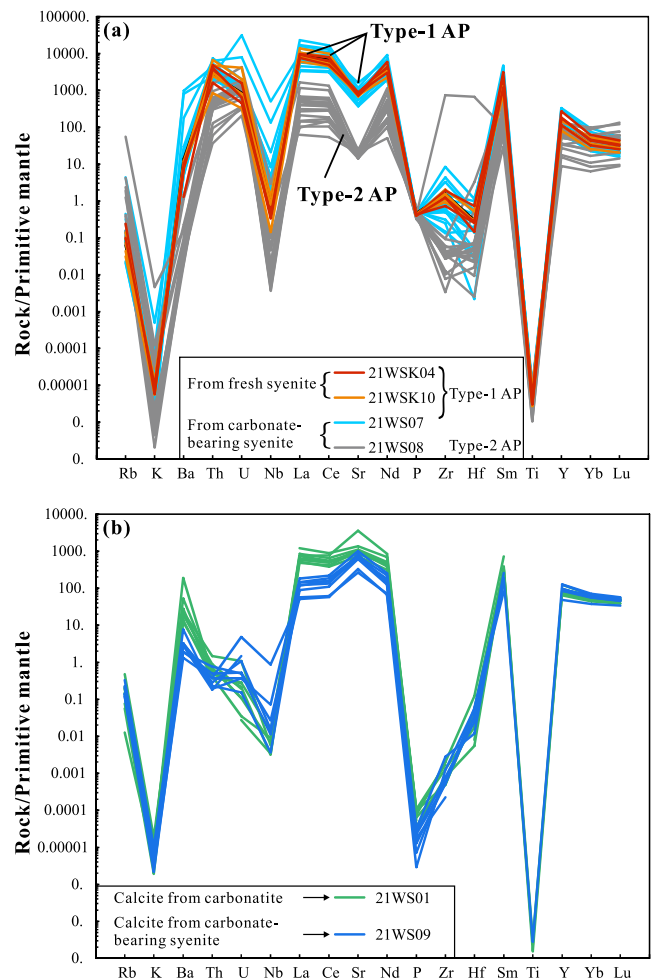 (a)
Type-1 AP
Type-2 AP
Rock/Primitive mantle
100000.
10000.
1000.
100.
10.
1.
0.1
0.01
0.001
0.0001
0.00001
0.
0.
From fresh syenite
21WSK04
21WSK10
Type-1 AP
From carbonate-
bearing syenite
21WS07
21WS08
Type-2 AP
Rb K Ba Th U Nb La Ce Sr Nd P Zr Hf Sm Ti Y Yb Lu
(b)
Rock/Primitive mantle
10000.
1000.
100.
10.
1.
0.1
0.01
0.001
0.0001
0.00001
0.
0.
0.
Calcite from carbonatite
21WS01
Calcite from carbonate-
bearing syenite
21WS09
Rb K Ba Th U Nb La Ce Sr Nd P Zr Hf Sm Ti Y Yb Lu